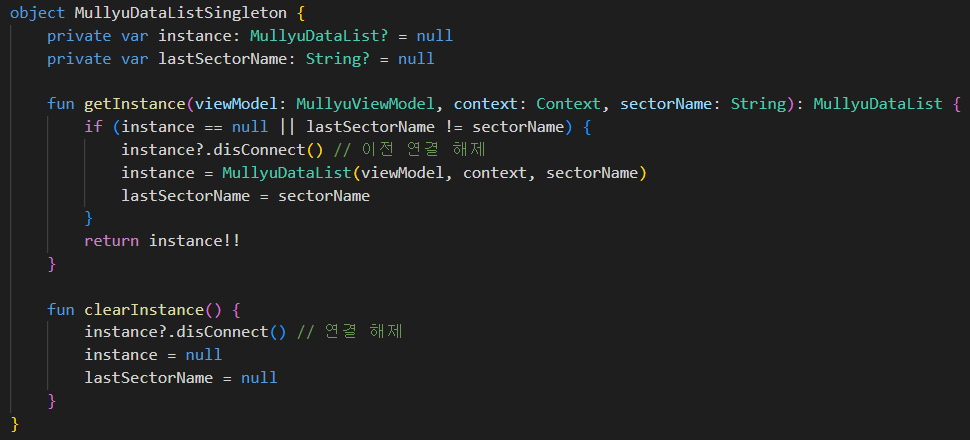 object MullyuDataListSingleton {
    private var instance: MullyuDataList? = null
    private var lastSectorName: String? = null

    fun getInstance(viewModel: MullyuViewModel, context: Context, sectorName: String): MullyuDataList {
        if (instance == null || lastSectorName != sectorName) {
            instance?.disConnect() // 이전 연결 해제
            instance = MullyuDataList(viewModel, context, sectorName)
            lastSectorName = sectorName
        }
        return instance!!
    }

    fun clearInstance() {
        instance?.disConnect() // 연결 해제
        instance = null
        lastSectorName = null
    }
}